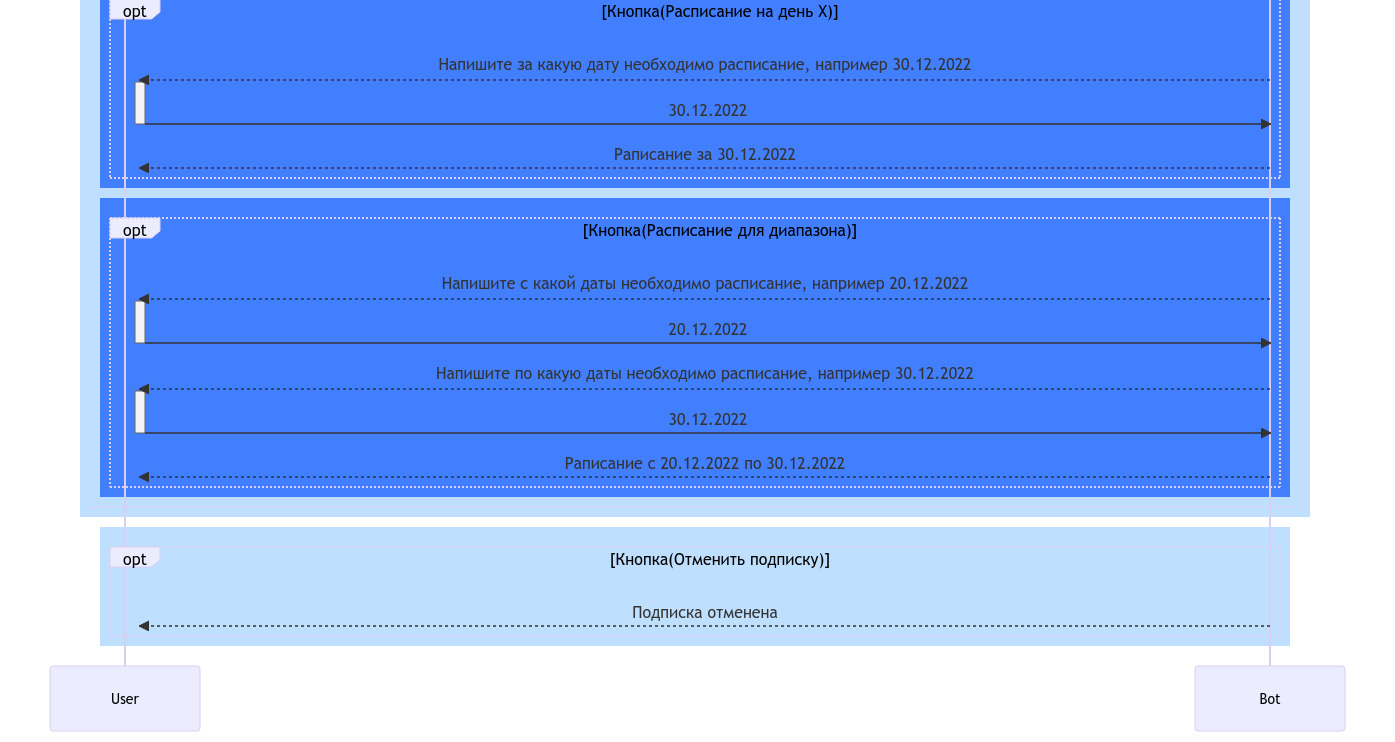 opt
[Кнопка(Расписание на день X)]
Напишите за какую дату необходимо расписание, например 30.12.2022
30.12.2022
Раписание за 30.12.2022
opt
[Кнопка(Расписание для диапазона)]
Напишите с какой даты необходимо расписание, например 20.12.2022
20.12.2022
Напишите по какую даты необходимо расписание, например 30.12.2022
30.12.2022
Раписание с 20.12.2022 по 30.12.2022
opt
[Кнопка(Отменить подписку)]
Подписка отменена
User
Bot